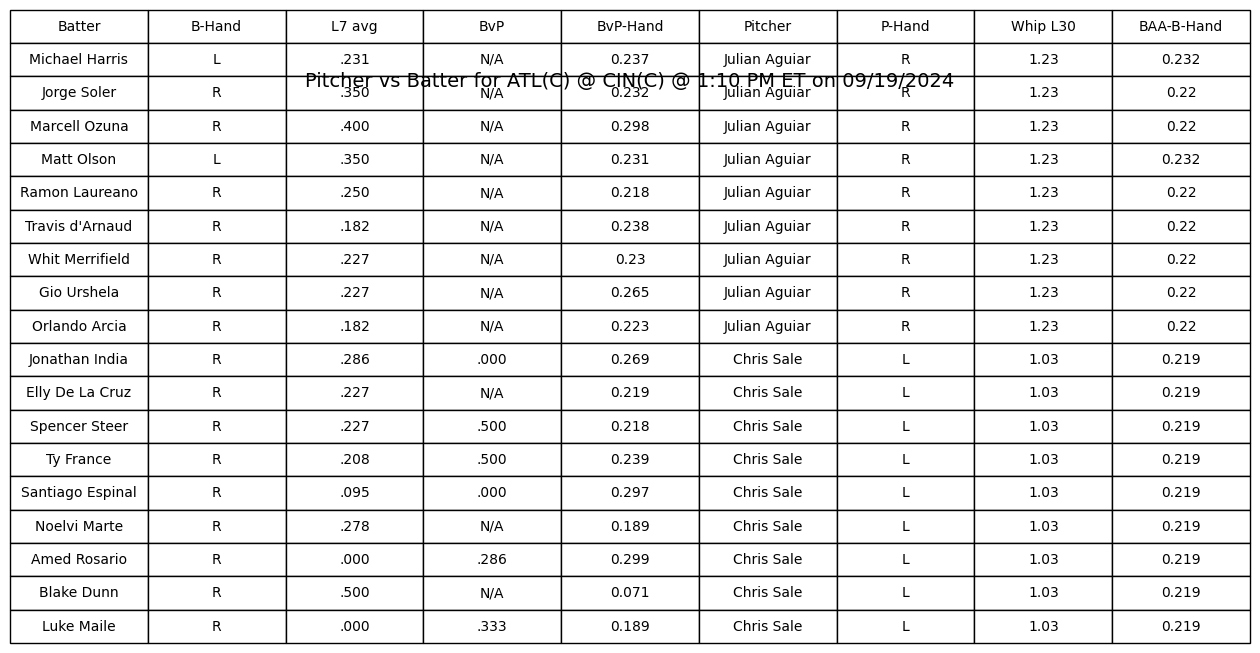 Batter B-Hand L7 avg BvP BvP-Hand Pitcher P-Hand Whip L30 BAA-B-Hand
Michael Harris L .231 N/A 0.237 Julian Aguiar R 1.23 0.232
Pitcher vs Batter for ATL(C) @ CIN(C) @ 1:10 PM ET on 09/19/2024
Jorge Soler R .350 N/A 0.232 Julian Aguiar R 1.23 0.22
Marcell Ozuna R .400 N/A 0.298 Julian Aguiar R 1.23 0.22
Matt Olson L .350 N/A 0.231 Julian Aguiar R 1.23 0.232
Ramon Laureano R .250 N/A 0.218 Julian Aguiar R 1.23 0.22
Travis d'Arnaud R .182 N/A 0.238 Julian Aguiar R 1.23 0.22
Whit Merrifield R .227 N/A 0.23 Julian Aguiar R 1.23 0.22
Gio Urshela R .227 N/A 0.265 Julian Aguiar R 1.23 0.22
Orlando Arcia R .182 N/A 0.223 Julian Aguiar R 1.23 0.22
Jonathan India R .286 .000 0.269 Chris Sale L 1.03 0.219
Elly De La Cruz R .227 N/A 0.219 Chris Sale L 1.03 0.219
Spencer Steer R .227 .500 0.218 Chris Sale L 1.03 0.219
Ty France R .208 .500 0.239 Chris Sale L 1.03 0.219
Santiago Espinal R .095 .000 0.297 Chris Sale L 1.03 0.219
Noelvi Marte R .278 N/A 0.189 Chris Sale L 1.03 0.219
Amed Rosario R .000 .286 0.299 Chris Sale L 1.03 0.219
Blake Dunn R .500 N/A 0.071 Chris Sale L 1.03 0.219
Luke Maile R .000 .333 0.189 Chris Sale L 1.03 0.219